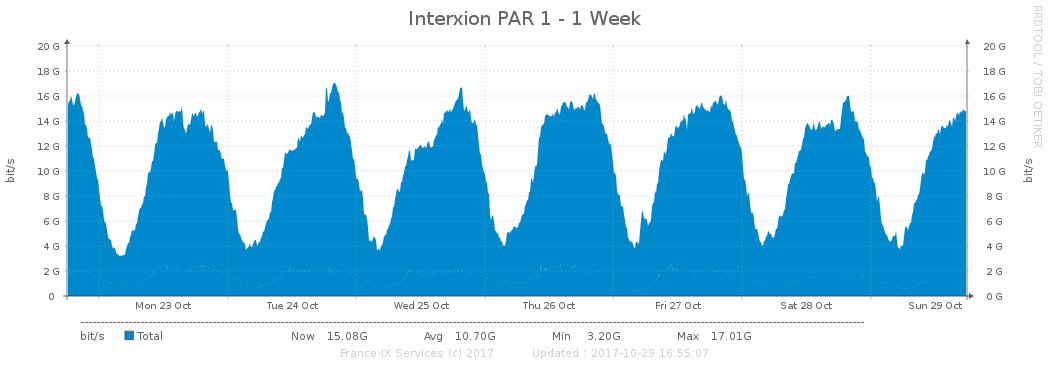 Interxion PAR 1 - 1 Week
RRDTOOL / TOBI OETIKER
20 G 20 G
18 G 18 G
16 G 16 G
14 G 14 G
12 G 12 G
10 G 10 G
8 G 8 G
6 G 6 G
4 G 4 G
2 G 2 G
0 0 G
bit/s
bit/s
Mon 23 Oct Tue 24 Oct Wed 25 Oct Thu 26 Oct Fri 27 Oct Sat 28 Oct Sun 29 Oct
bit/s Total Now 15.08G Avg 10.70G Min 3.20G Max 17.01G
France-IX Services (c) 2017 Updated : 2017-10-29 16:55:07